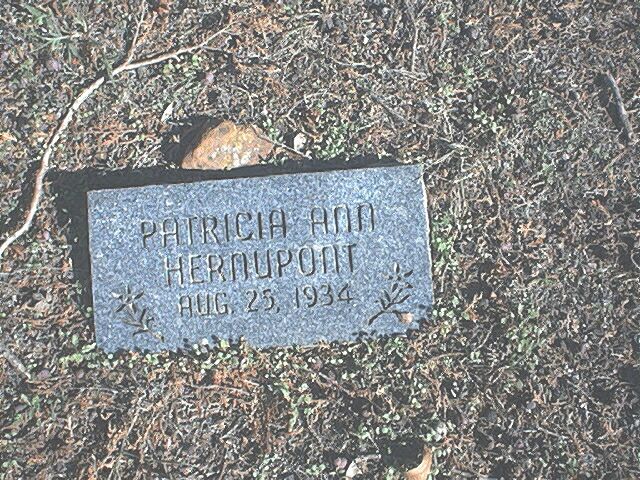 PATRICIA ANN
HERNUPONT
AUG. 25, 1934